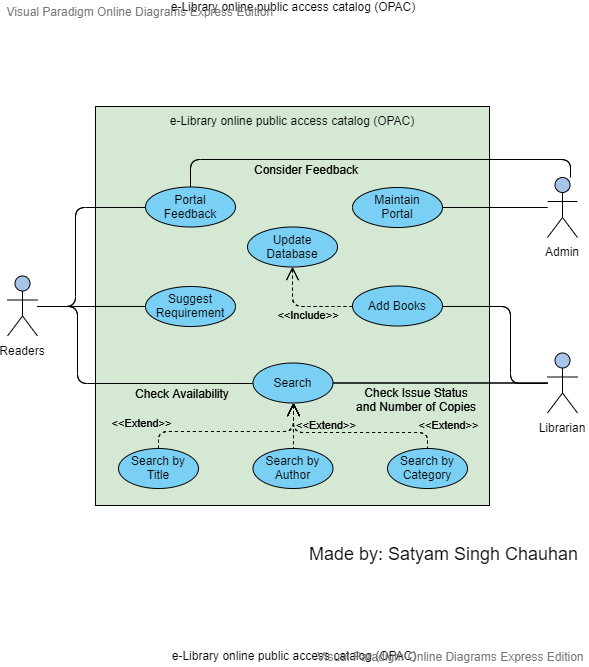 e-Library online public access catalog (OPAC)
Visual Paradigm Online Diagrams Express Edition
e-Library online public access catalog (OPAC)
Consider Feedback
Portal
Feedback
Maintain
Portal
Update
Database
Admin
Suggest
Requirement
Add Books
<<Include>>
Readers
Search
Check Availability
Check Issue Status
and Number of Copies
Librarian
<<Extend>>
<<Extend>>
<<Extend>>
Search by
Title
Search by
Author
Search by
Category
Made by: Satyam Singh Chauhan
e-Library online public access catalog (OPAC)
Visual Paradigm Online Diagrams Express Edition